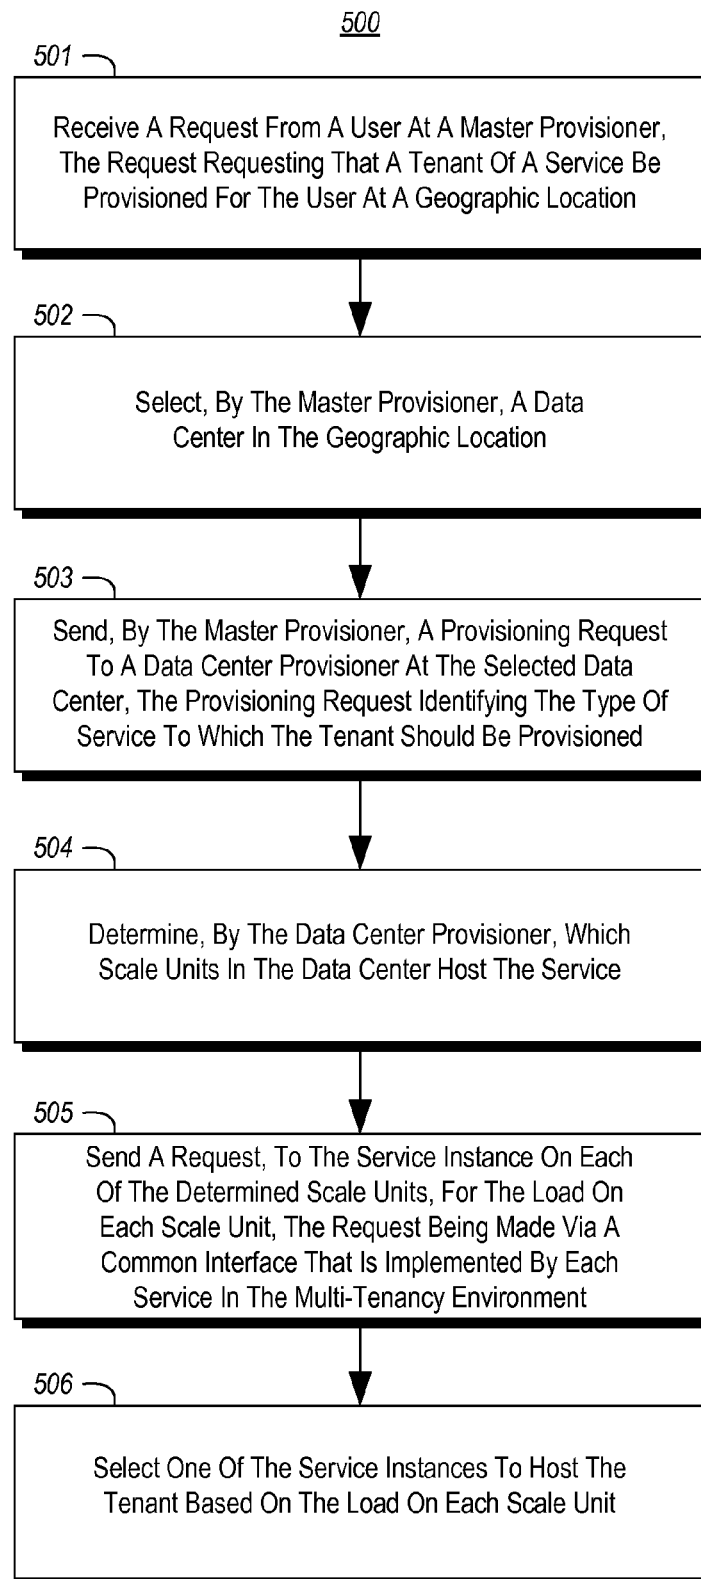 500
501
Receive A Request From A User At A Master Provisioner,
The Request Requesting That A Tenant Of A Service Be
Provisioned For The User At A Geographic Location
502
Select, By The Master Provisioner, A Data
Center In The Geographic Location
503
Send, By The Master Provisioner, A Provisioning Request
To A Data Center Provisioner At The Selected Data
Center, The Provisioning Request Identifying The Type Of
Service To Which The Tenant Should Be Provisioned
504
Determine, By The Data Center Provisioner, Which
Scale Units In The Data Center Host The Service
505
Send A Request, To The Service Instance On Each
Of The Determined Scale Units, For The Load On
Each Scale Unit, The Request Being Made Via A
Common Interface That Is Implemented By Each
Service In The Multi-Tenancy Environment
506
Select One Of The Service Instances To Host The
Tenant Based On The Load On Each Scale Unit